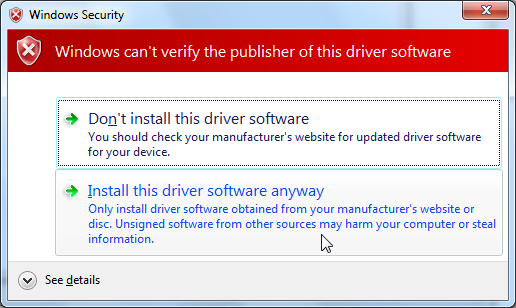 Windows Security
Windows can't verify the publisher of this driver software
Don't install this driver software
You should check your manufacturer's website for updated driver software
for your device.
Install this driver software anyway
Only install driver software obtained from your manufacturer's website or
disc. Unsigned software from other sources may harm your computer or steal
information.
See details